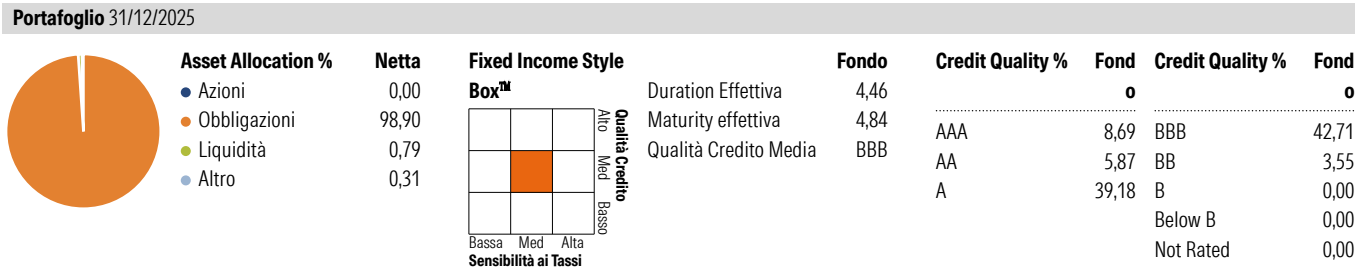 Portafoglio 31/12/2025
Asset Allocation % Netta
Azioni 0,00
Obbligazioni 98,90
Liquidità 0,79
Altro 0,31
Fixed Income Style Box™ Fondo
Duration Effettiva 4,46
Maturity effettiva 4,84
Qualità Credito Media BBB
Alto
Med
Basso
Qualità Credito
Bassa Med Alta
Sensibilità ai Tassi
Credit Quality % Fondo
AAA 8,69
AA 5,87
A 39,18
Credit Quality % Fondo
BBB 42,71
BB 3,55
B 0,00
Below B 0,00
Not Rated 0,00